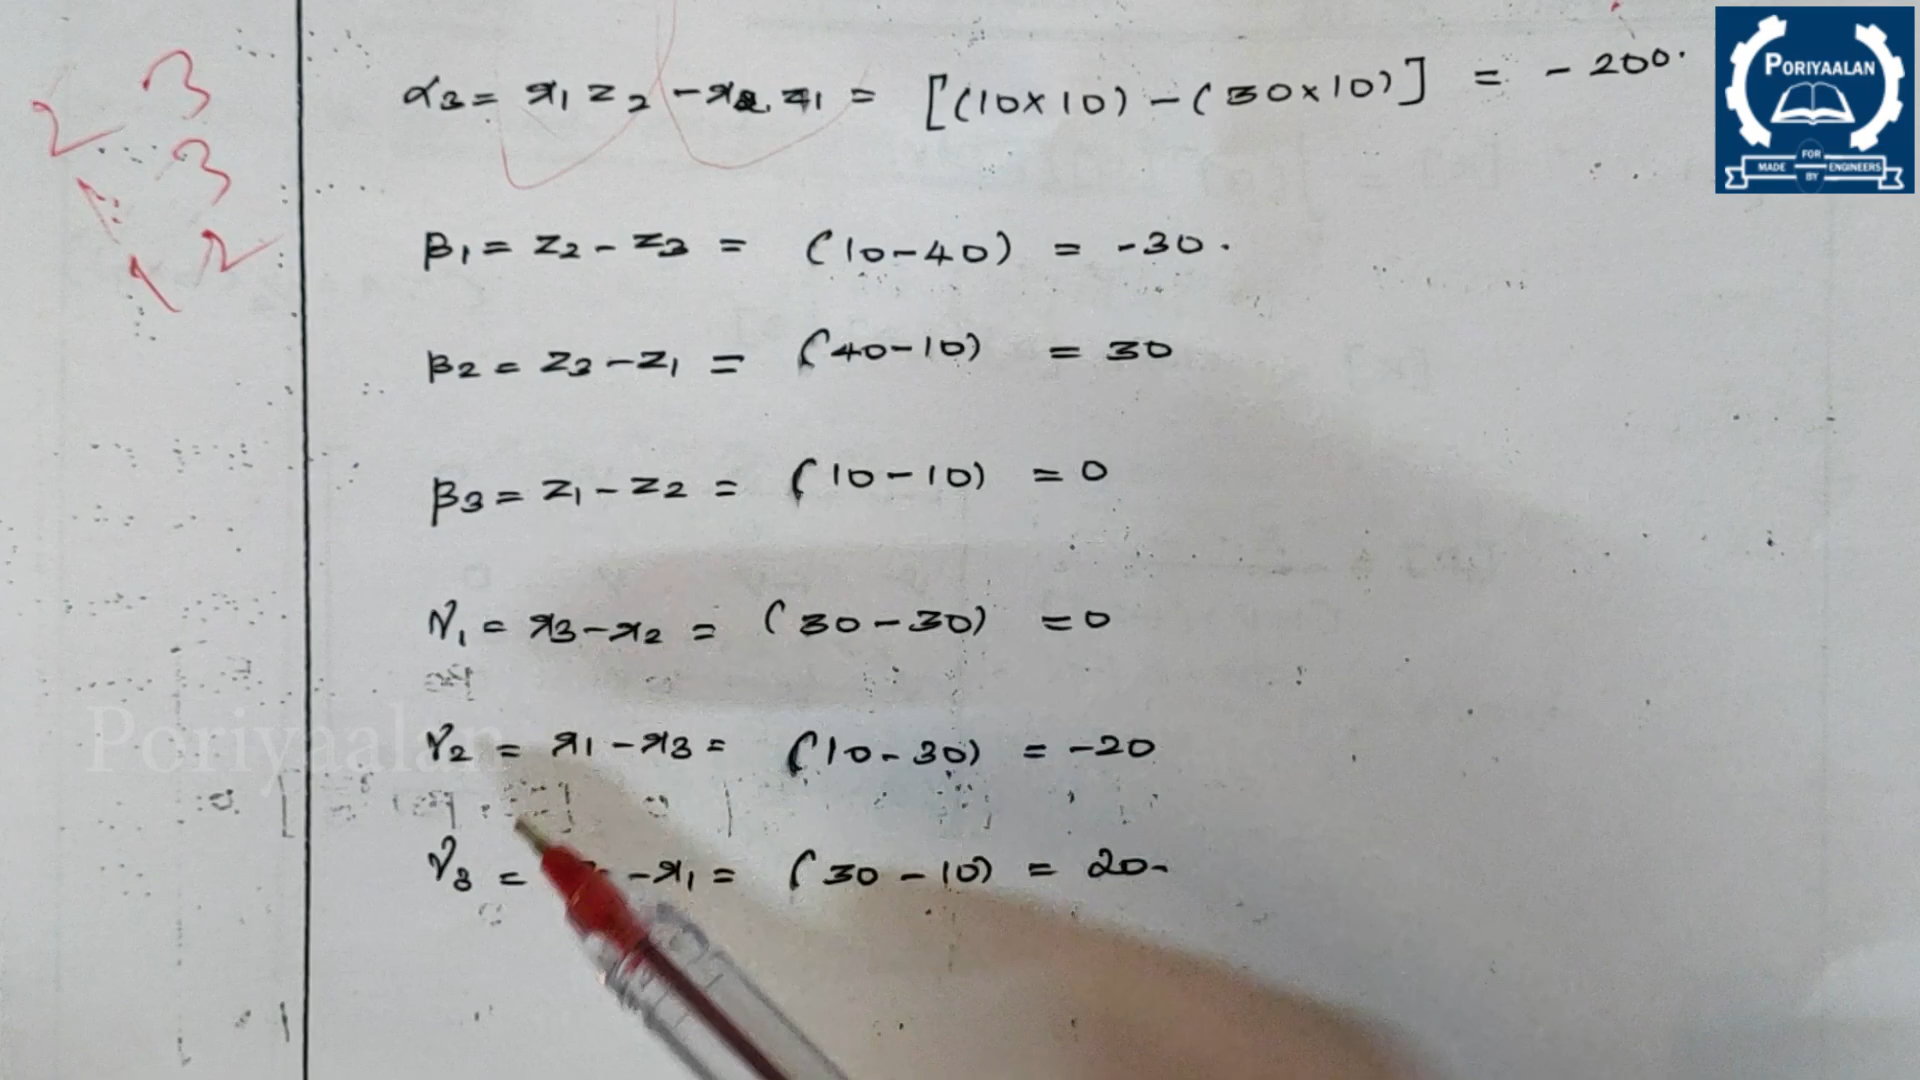 PORIYAALAN
MADE FOR BY ENGINEERS
3
2
3
1
2
1
α3 = x1 z2 - x2 z1 = [(10×10) - (30×10)] = - 200.
β1 = z2 - z3 = (10-40) = -30.
β2 = z3 - z1 = (40-10) = 30
β3 = z1 - z2 = (10-10) = 0
γ1 = x3 - x2 = (30-30) = 0
γ2 = x1 - x3 = (10-30) = -20
γ3 = - x1 = (30-10) = 20
Poriyaalan